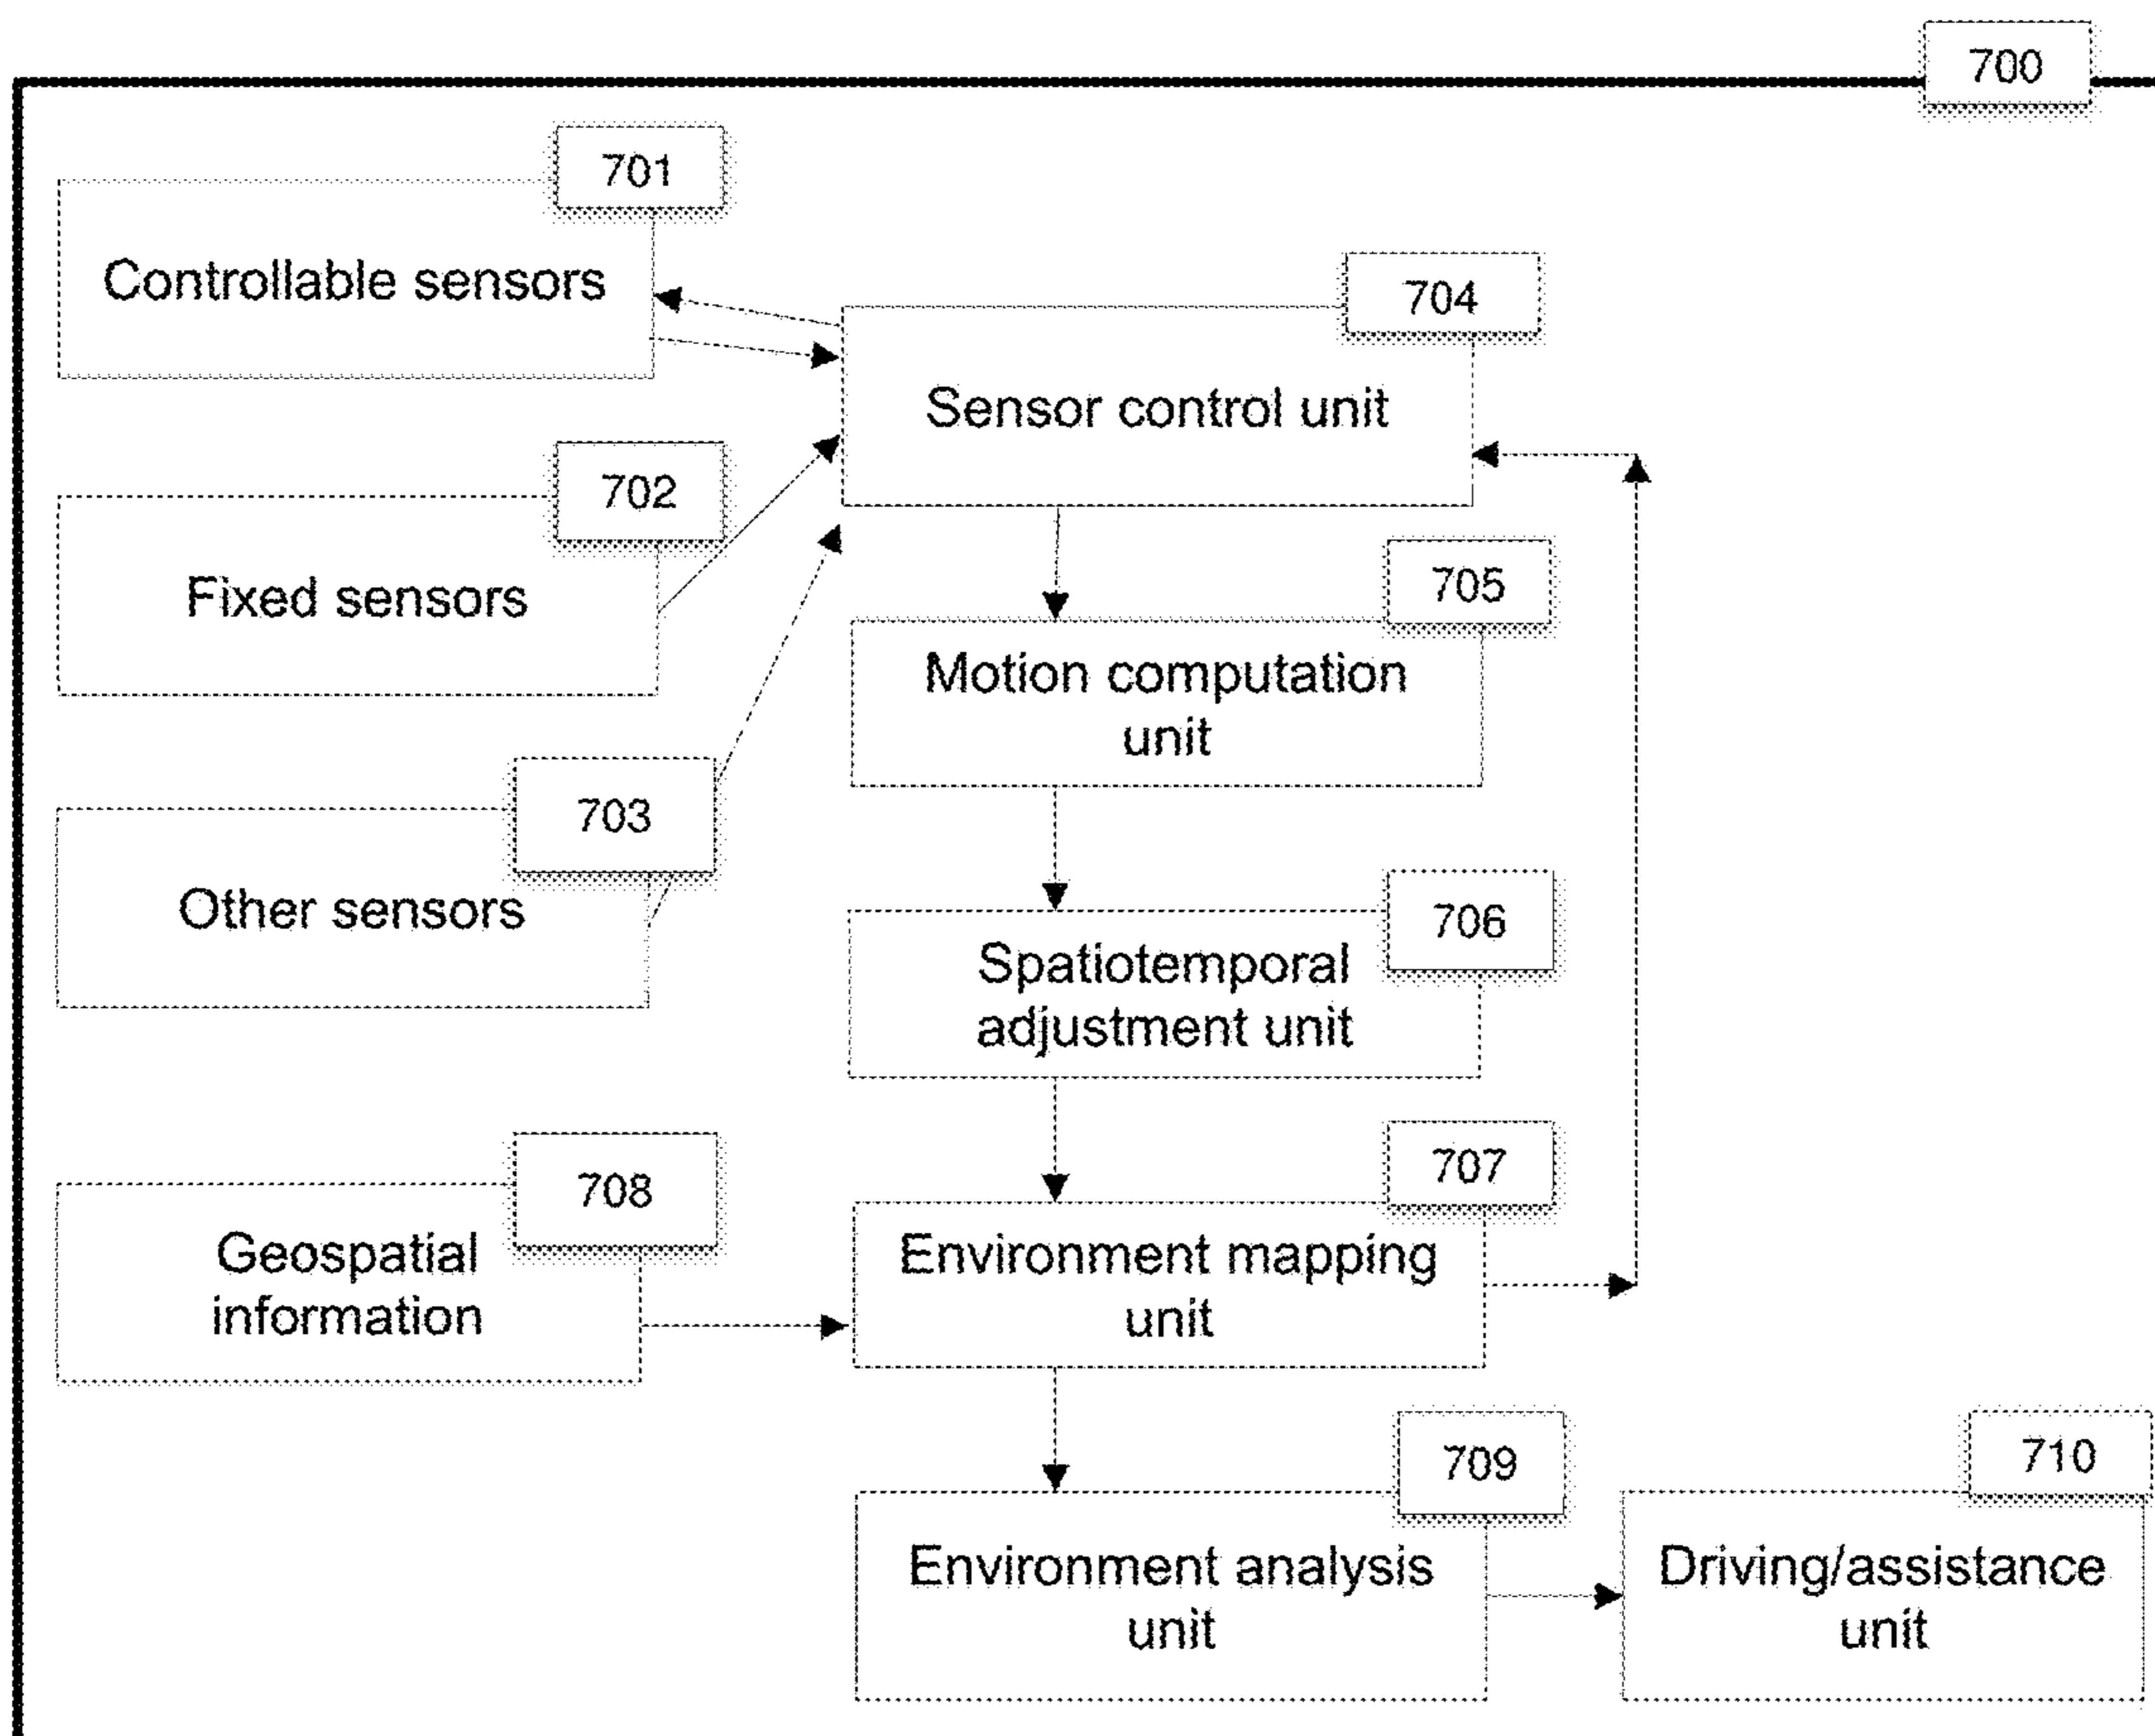 700
701
Controllable sensors
704
Sensor control unit
702
Fixed sensors
705
Motion computation
unit
703
Other sensors
706
Spatiotemporal
adjustment unit
708
Geospatial
information
707
Environment mapping
unit
709
Environment analysis
unit
710
Driving/assistance
unit